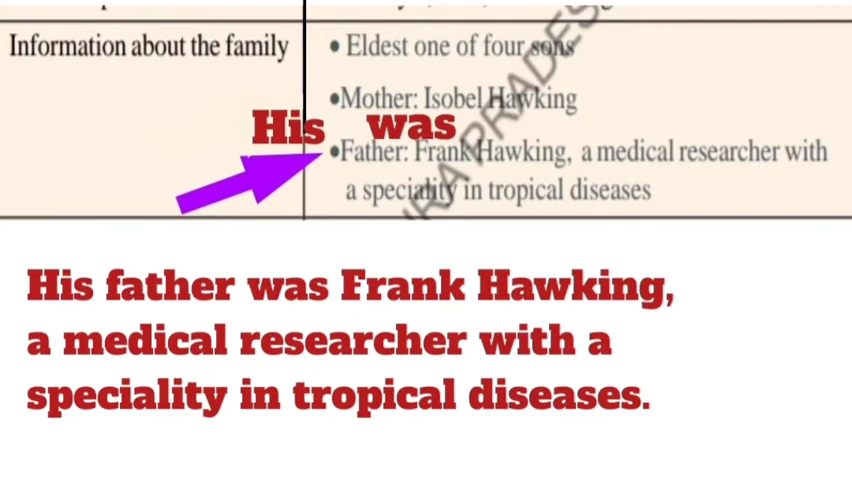 Information about the family
• Eldest one of four sons
•Mother: Isobel Hawking
His was
•Father: Frank Hawking, a medical researcher with
a speciality in tropical diseases
His father was Frank Hawking,
a medical researcher with a
speciality in tropical diseases.